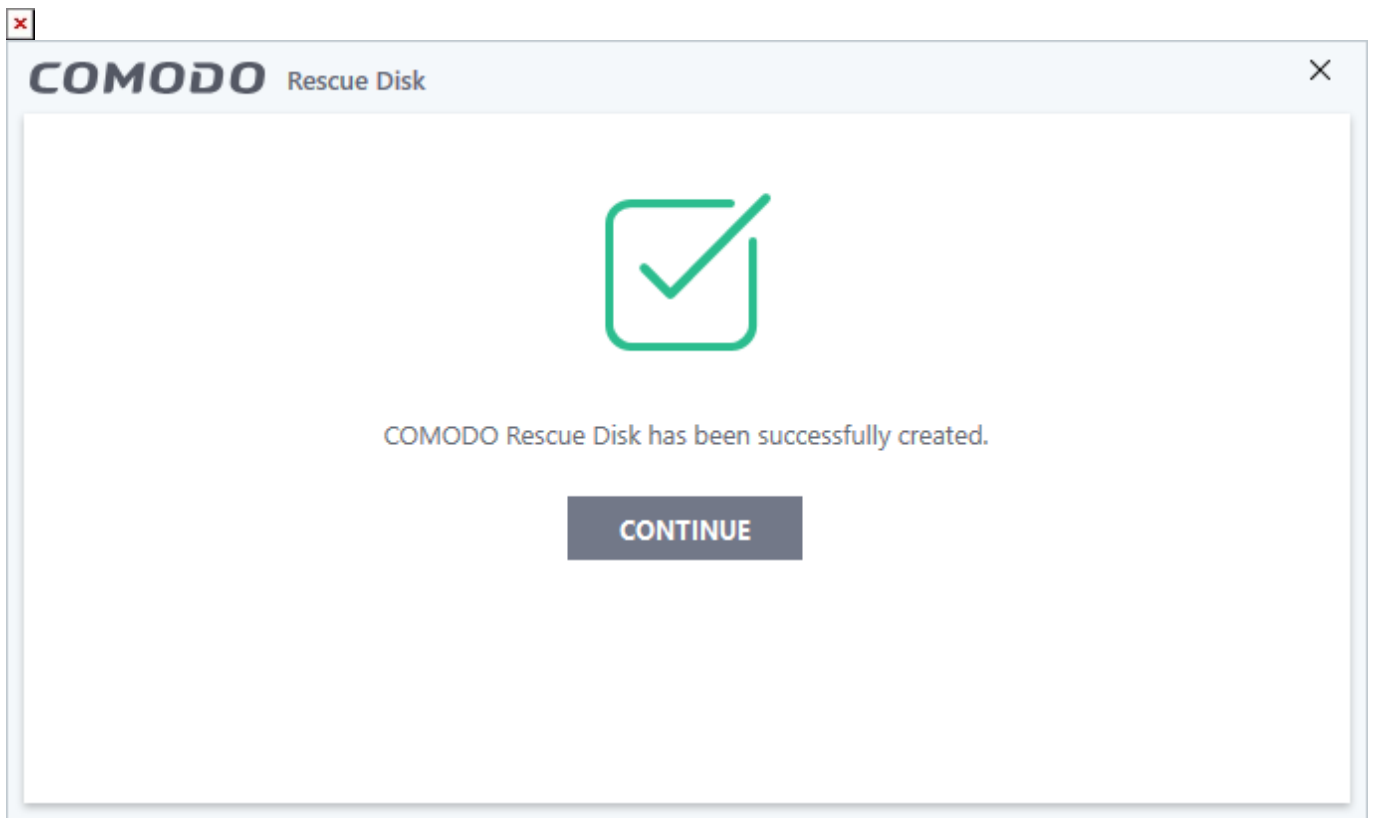 COMODO Rescue Disk
COMODO Rescue Disk has been successfully created.
CONTINUE